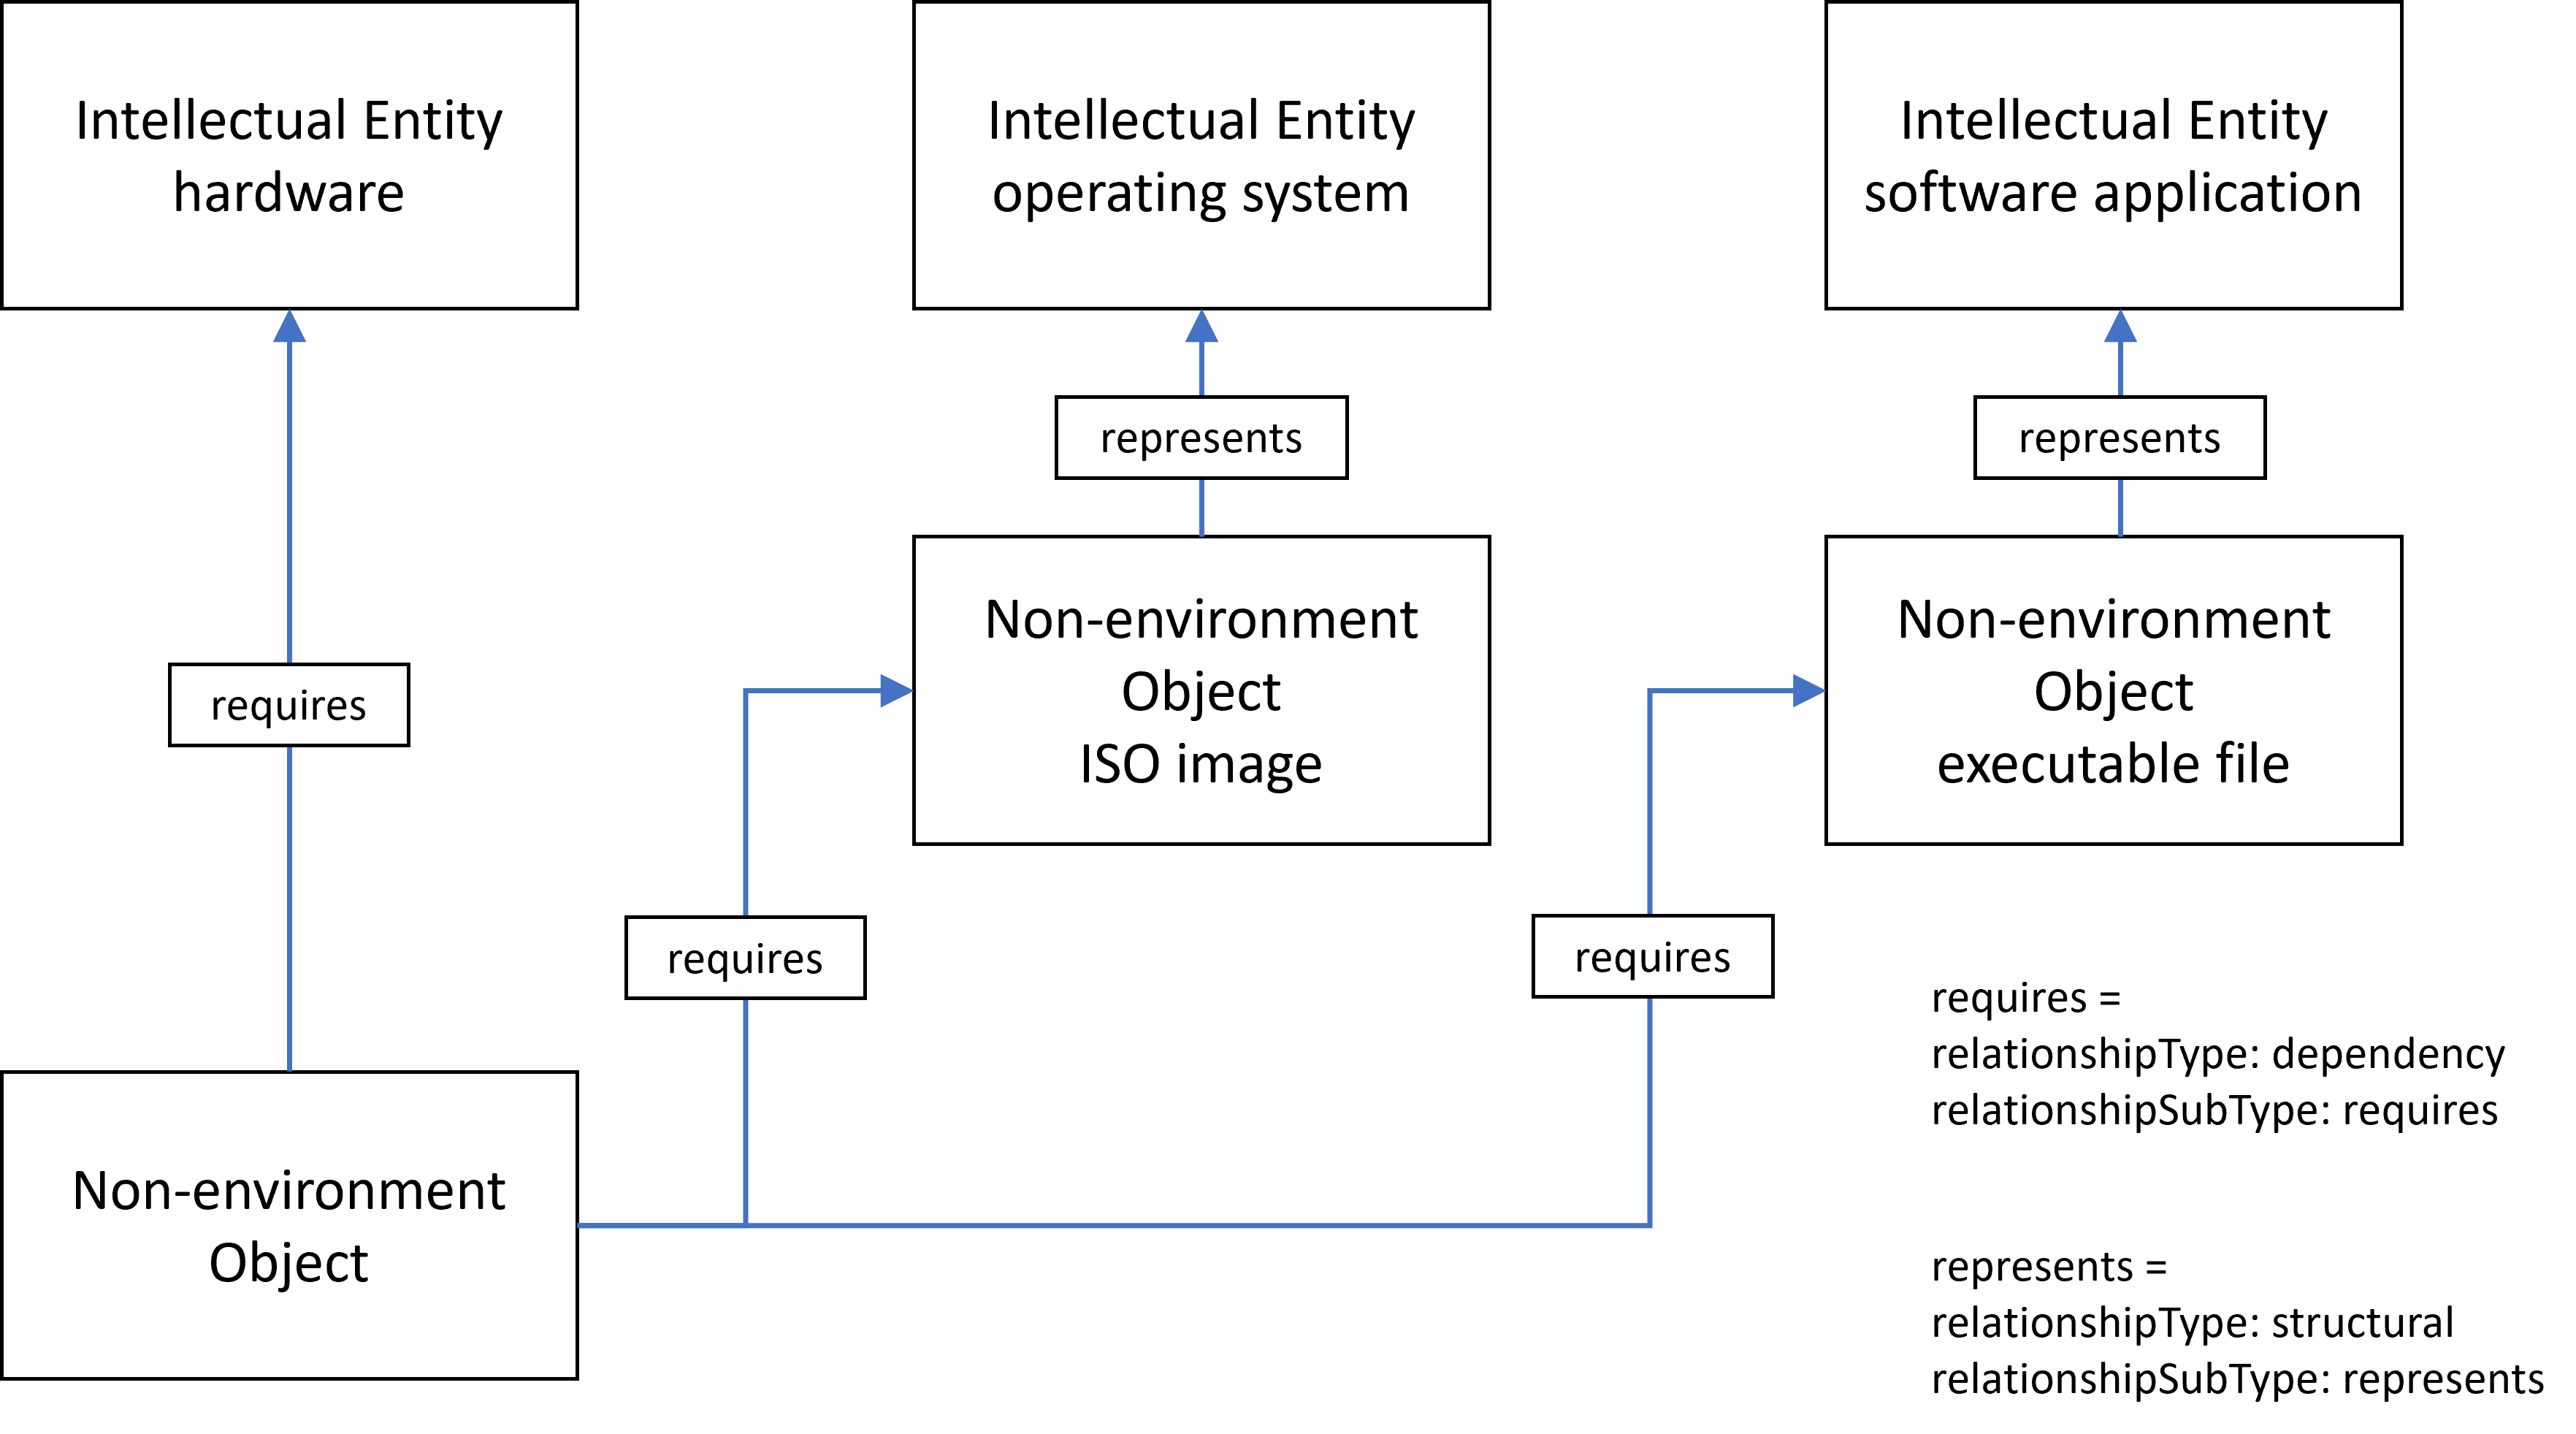 Intellectual Entity
hardware
Intellectual Entity
operating system
Intellectual Entity
software application
represents
represents
Non-environment
Object
ISO image
Non-environment
Object
executable file
requires
requires
requires
Non-environment
Object
requires =
relationshipType: dependency
relationshipSubType: requires
represents =
relationshipType: structural
relationshipSubType: represents